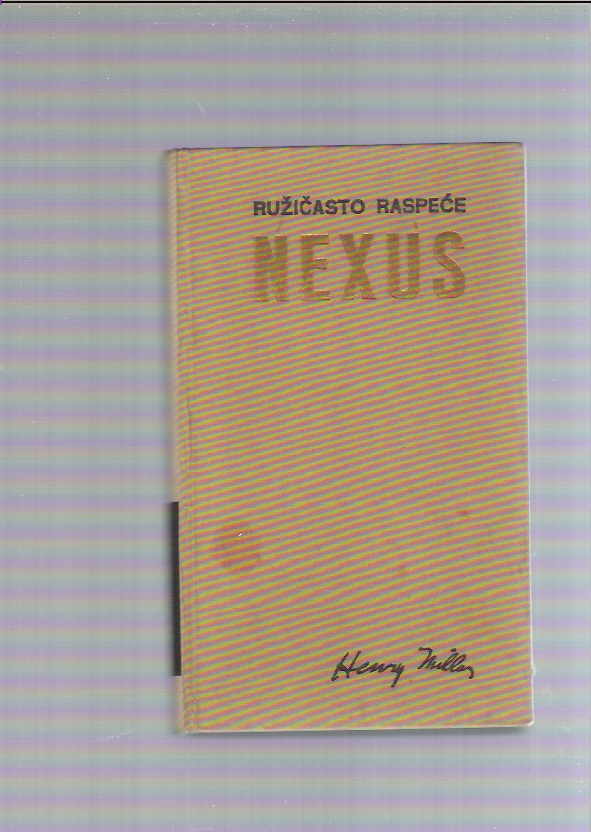 RUŽIČASTO RASPEĆE
NEXUS
Henry Miller